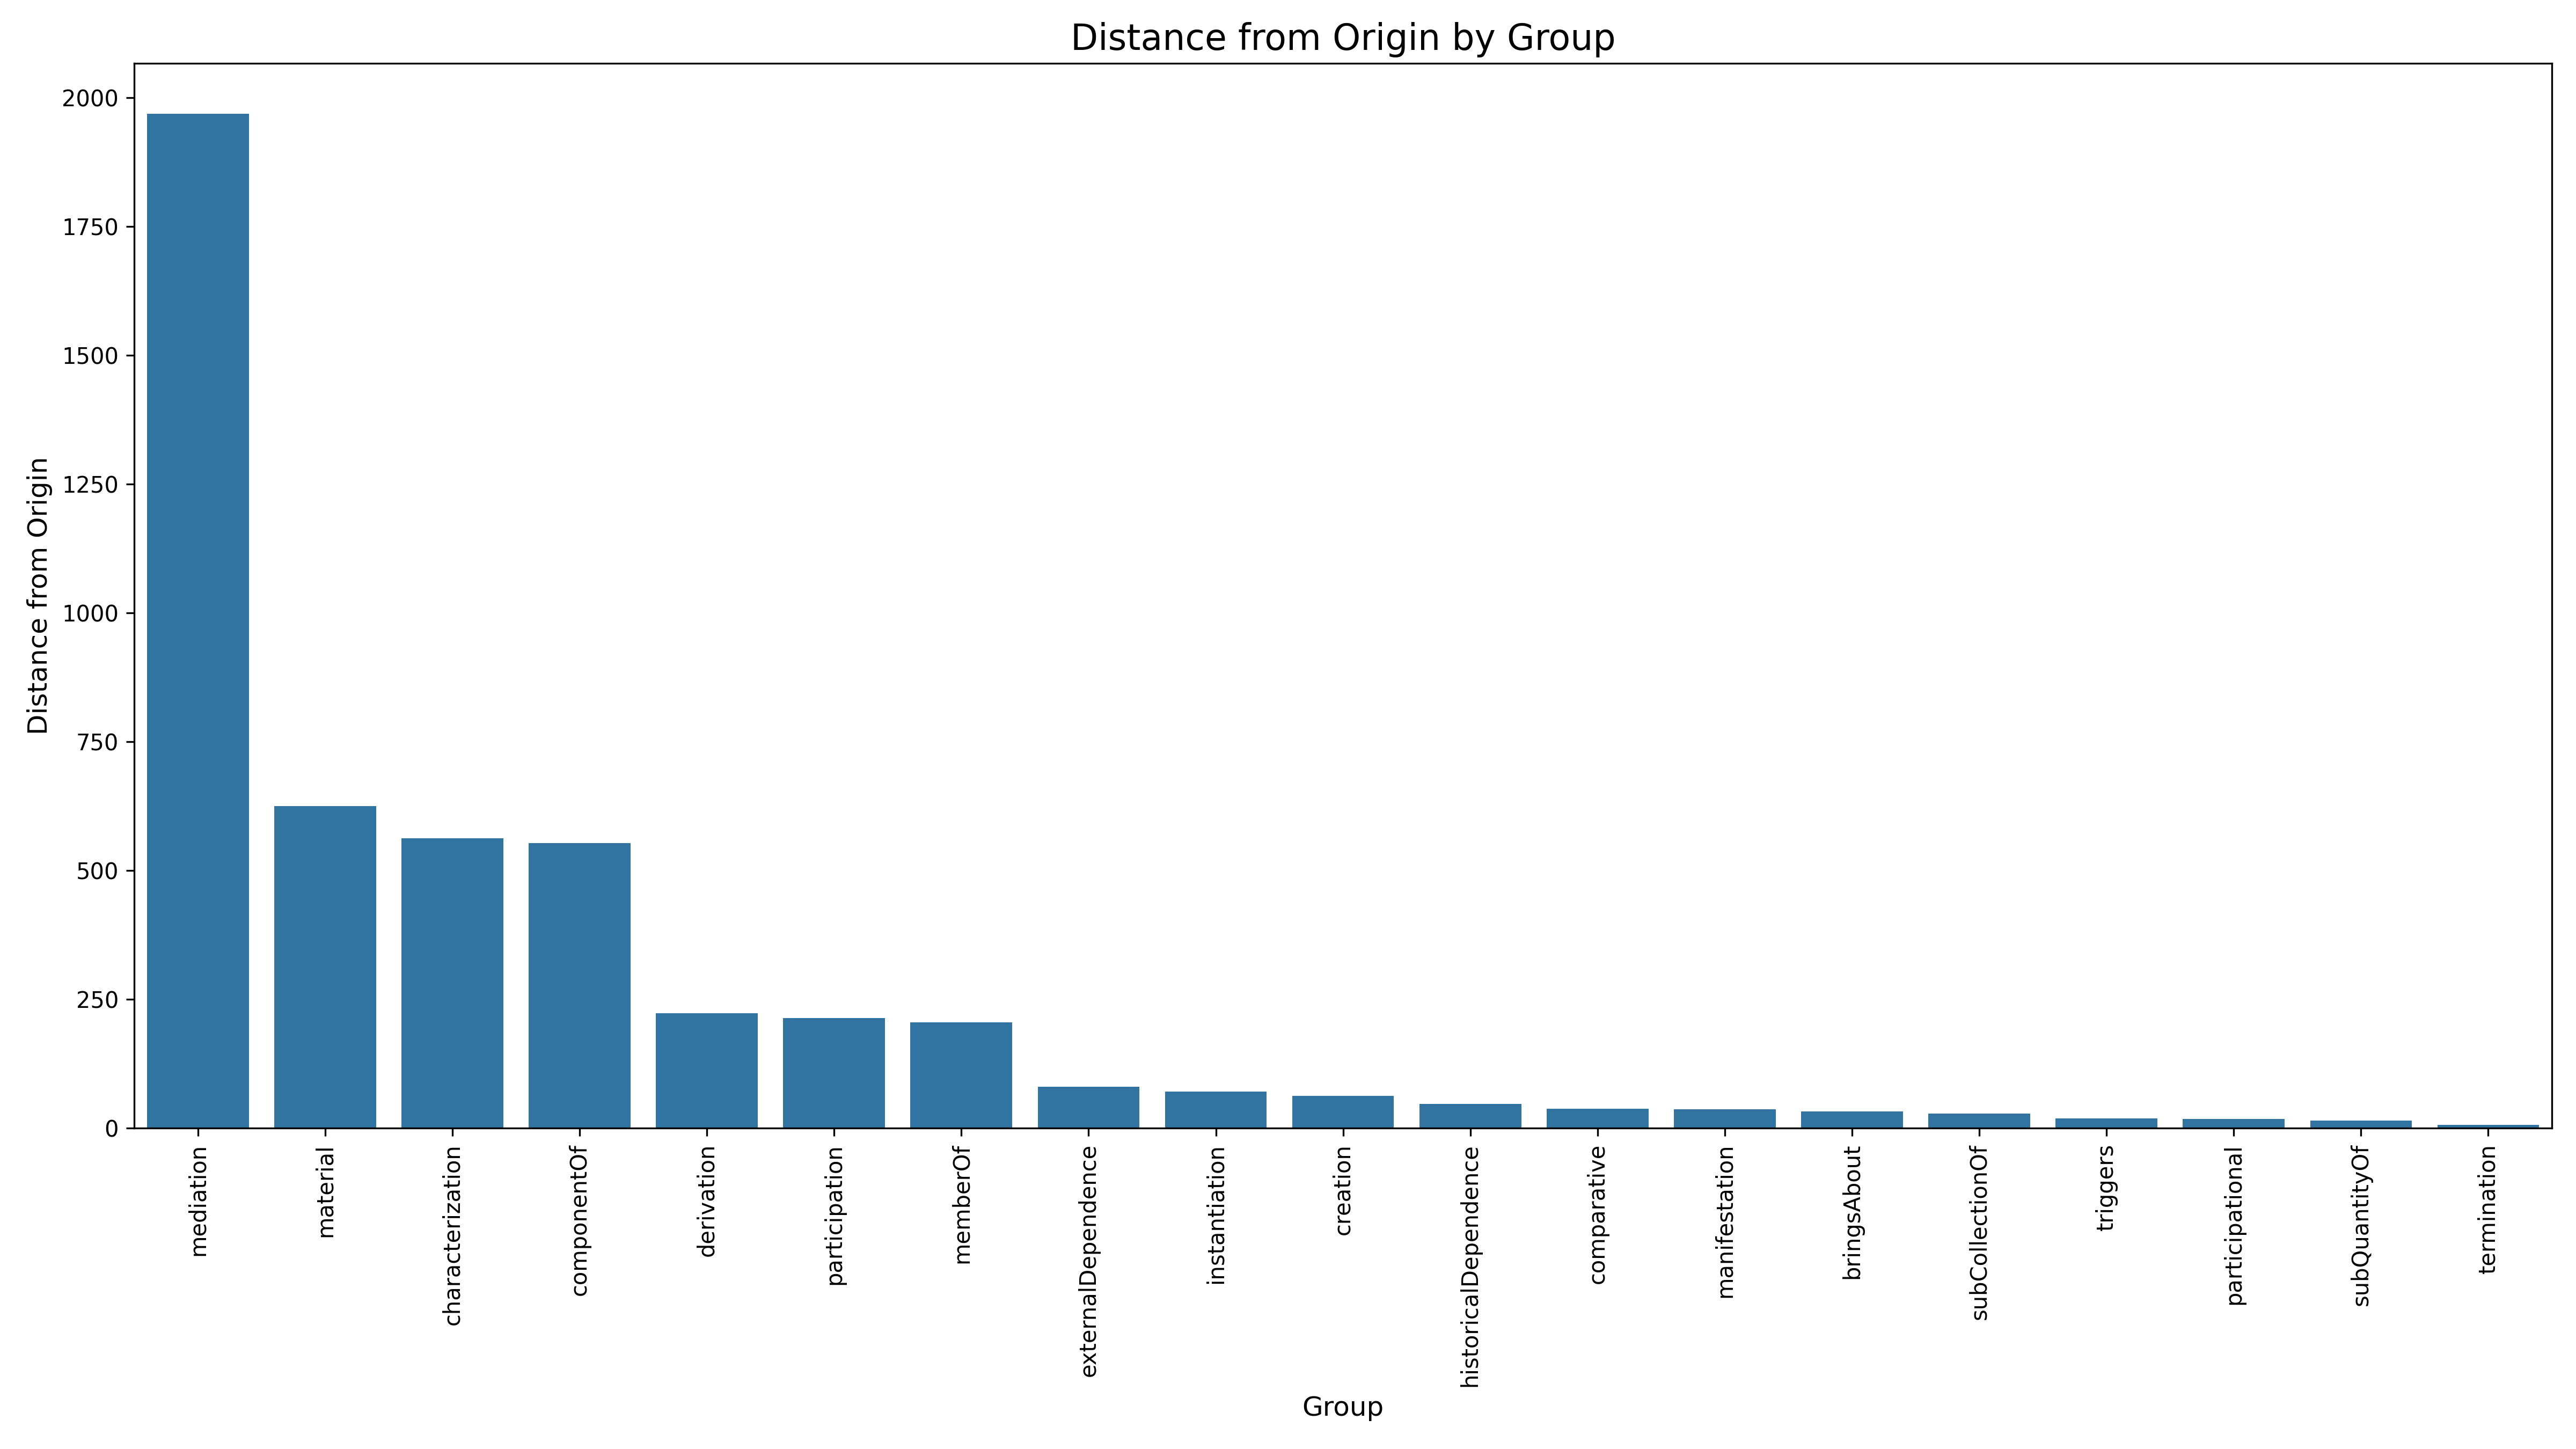 Distance from Origin by Group
Distance from Origin
2000
1750
1500
1250
1000
750
500
250
0
mediation
material
characterization
componentOf
derivation
participation
memberOf
externalDependence
instantiation
creation
historicalDependence
comparative
manifestation
bringsAbout
subCollectionOf
triggers
participational
subQuantityOf
termination
Group